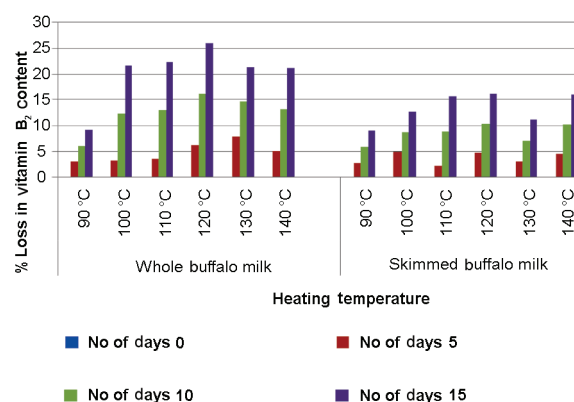 % Loss in vitamin B₂ content
30
25
20
15
10
5
0
90 °C
100 °C
110 °C
120 °C
130 °C
140 °C
90 °C
100 °C
110 °C
120 °C
130 °C
140 °C
Whole buffalo milk
Skimmed buffalo milk
Heating temperature
No of days 0
No of days 5
No of days 10
No of days 15